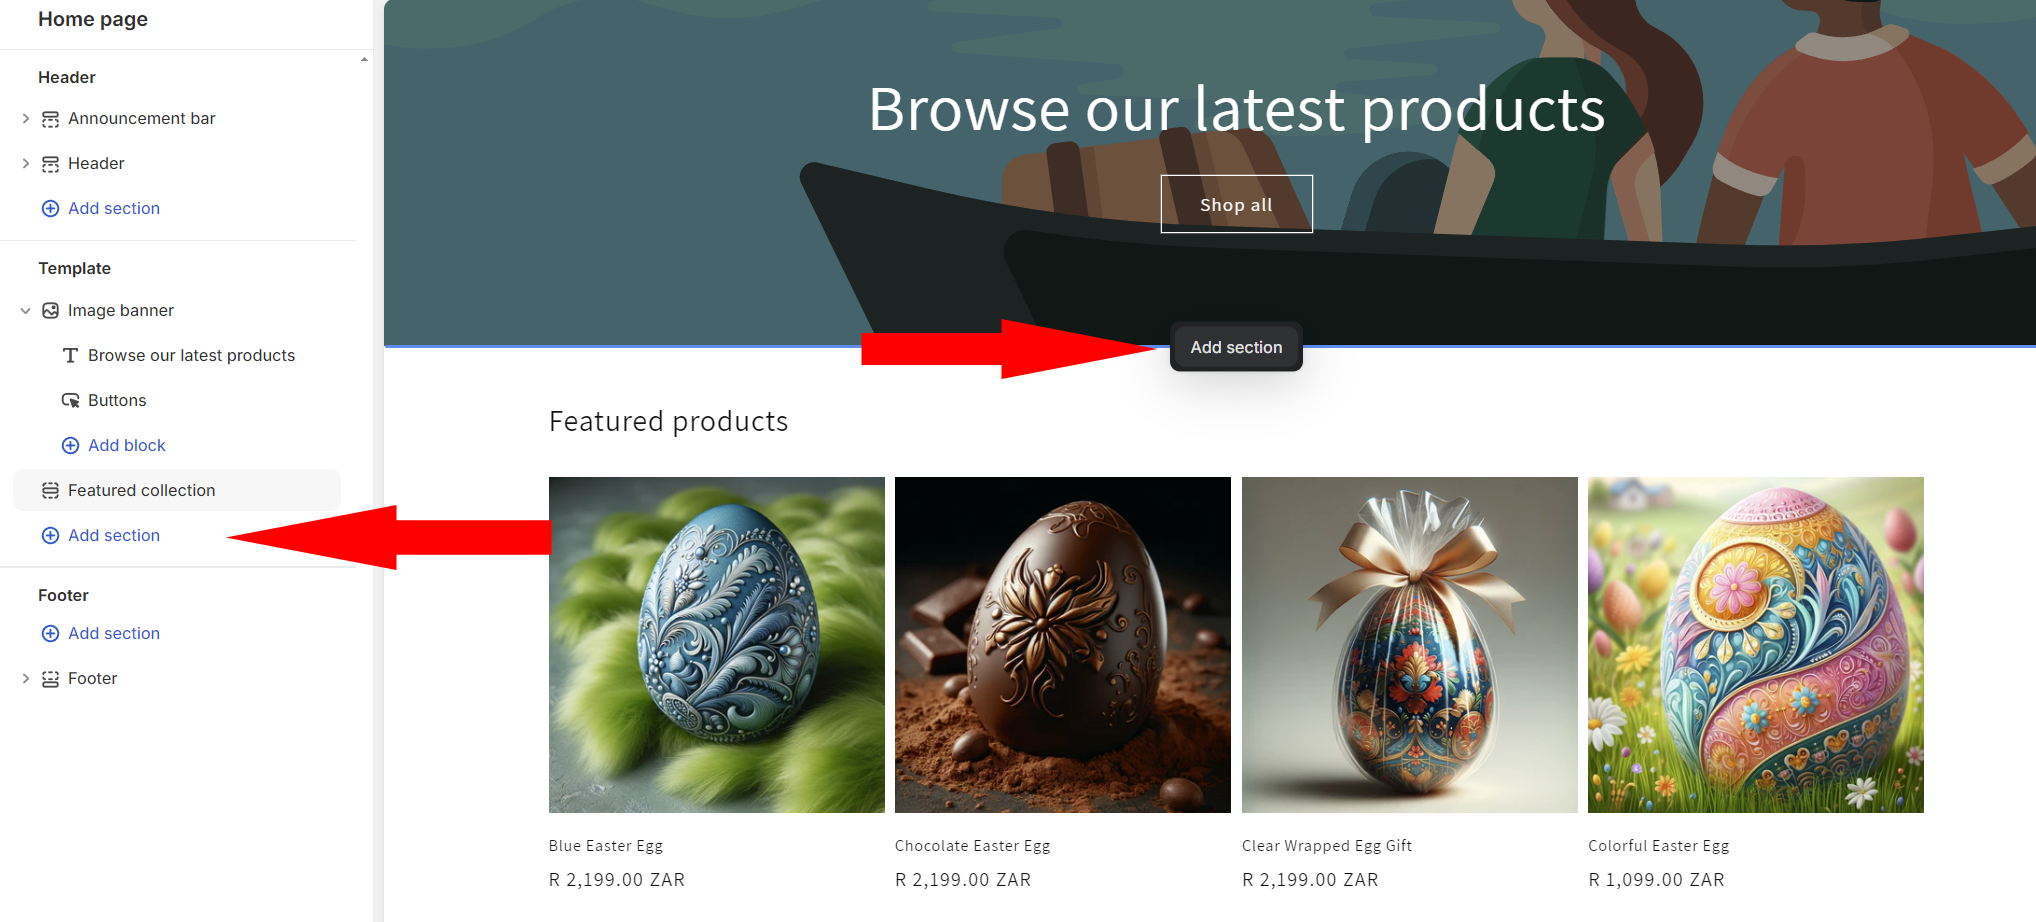 Home page
Header
Announcement bar
Header
Add section
Template
Image banner
Browse our latest products
Buttons
Add block
Featured collection
Add section
Footer
Add section
Footer
Browse our latest products
Shop all
Add section
Featured products
Blue Easter Egg
R 2,199.00 ZAR
Chocolate Easter Egg
R 2,199.00 ZAR
Clear Wrapped Egg Gift
R 2,199.00 ZAR
Colorful Easter Egg
R 1,099.00 ZAR